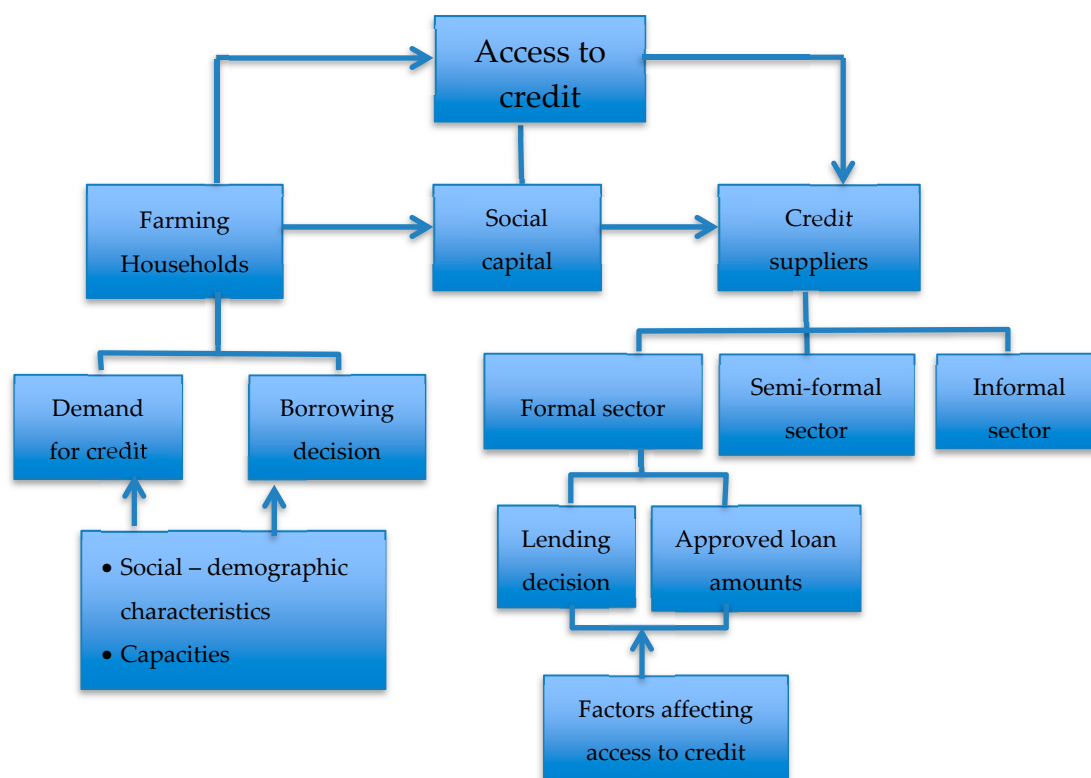 Access to
credit
Farming
Households
Social
capital
Credit
suppliers
Demand
for credit
Borrowing
decision
Formal sector
Semi-formal
sector
Informal
sector
• Social – demographic
characteristics
• Capacities
Lending
decision
Approved loan
amounts
Factors affecting
access to credit